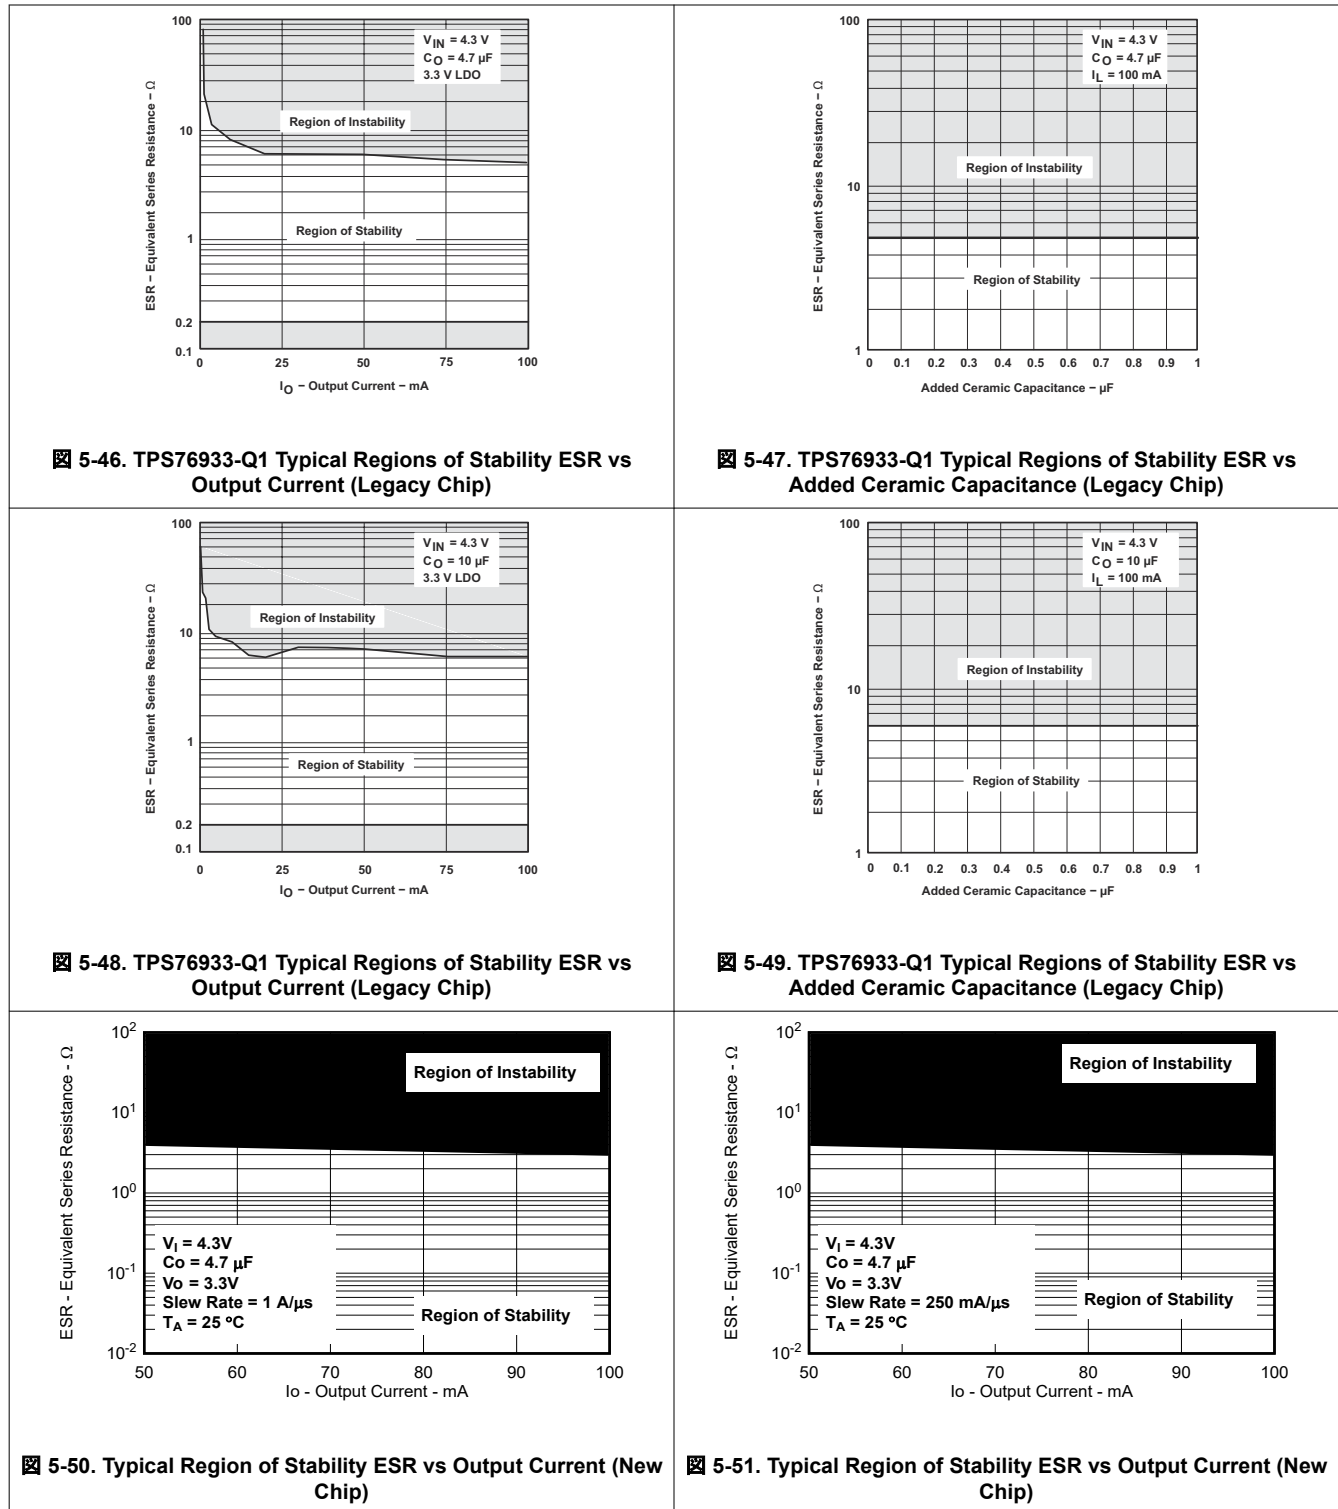 100
10
1
0.2
0.1
ESR – Equivalent Series Resistance – Ω
VIN = 4.3 V
CO = 4.7 µF
3.3 V LDO
Region of Instability
Region of Stability
0 25 50 75 100
IO – Output Current – mA
図 5-46. TPS76933-Q1 Typical Regions of Stability ESR vs
Output Current (Legacy Chip)
100
10
1
ESR – Equivalent Series Resistance – Ω
VIN = 4.3 V
CO = 4.7 µF
IL = 100 mA
Region of Instability
Region of Stability
0 0.1 0.2 0.3 0.4 0.5 0.6 0.7 0.8 0.9 1
Added Ceramic Capacitance – µF
図 5-47. TPS76933-Q1 Typical Regions of Stability ESR vs
Added Ceramic Capacitance (Legacy Chip)
100
10
1
0.2
0.1
ESR – Equivalent Series Resistance – Ω
VIN = 4.3 V
CO = 10 µF
3.3 V LDO
Region of Instability
Region of Stability
0 25 50 75 100
IO – Output Current – mA
図 5-48. TPS76933-Q1 Typical Regions of Stability ESR vs
Output Current (Legacy Chip)
100
10
1
ESR – Equivalent Series Resistance – Ω
VIN = 4.3 V
CO = 10 µF
IL = 100 mA
Region of Instability
Region of Stability
0 0.1 0.2 0.3 0.4 0.5 0.6 0.7 0.8 0.9 1
Added Ceramic Capacitance – µF
図 5-49. TPS76933-Q1 Typical Regions of Stability ESR vs
Added Ceramic Capacitance (Legacy Chip)
10²
10¹
10⁰
10⁻¹
10⁻²
ESR - Equivalent Series Resistance - Ω
Region of Instability
VI = 4.3V
Co = 4.7 µF
Vo = 3.3V
Slew Rate = 1 A/µs
TA = 25 ºC
Region of Stability
50 60 70 80 90 100
Io - Output Current - mA
図 5-50. Typical Region of Stability ESR vs Output Current (New
Chip)
10²
10¹
10⁰
10⁻¹
10⁻²
ESR - Equivalent Series Resistance - Ω
Region of Instability
VI = 4.3V
Co = 4.7 µF
Vo = 3.3V
Slew Rate = 250 mA/µs
TA = 25 ºC
Region of Stability
50 60 70 80 90 100
Io - Output Current - mA
図 5-51. Typical Region of Stability ESR vs Output Current (New
Chip)